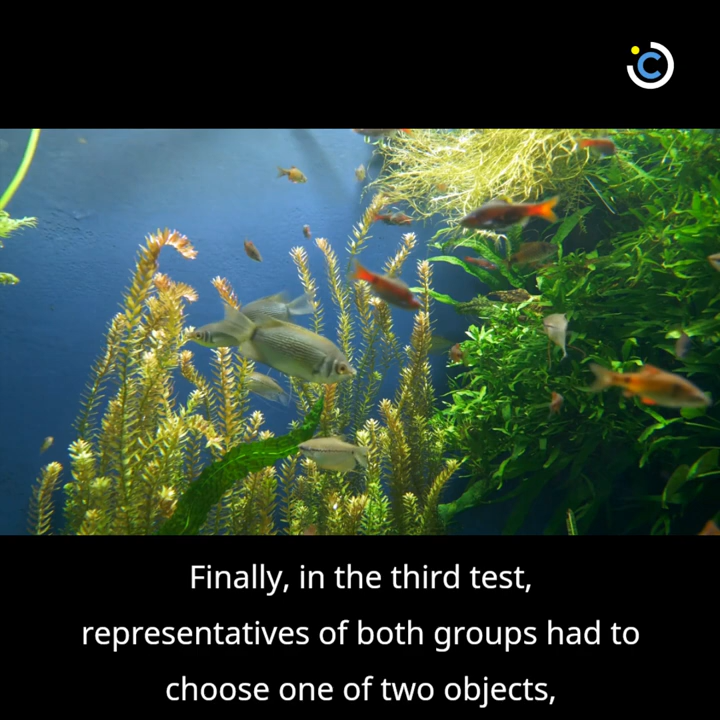 C
Finally, in the third test,
representatives of both groups had to
choose one of two objects,